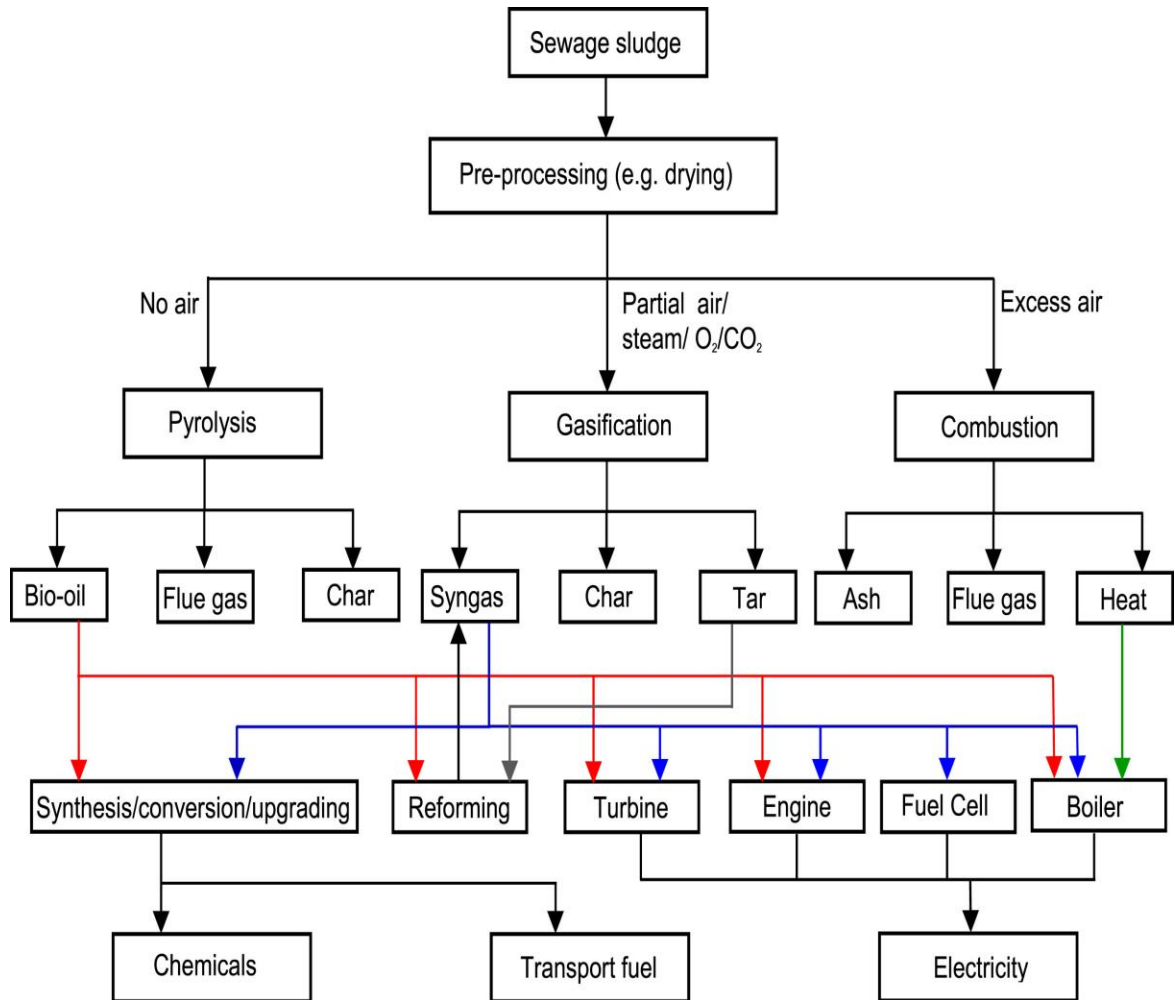 Sewage sludge
Pre-processing (e.g. drying)
No air
Partial air/
steam/ O₂/CO₂
Excess air
Pyrolysis
Gasification
Combustion
Bio-oil
Flue gas
Char
Syngas
Char
Tar
Ash
Flue gas
Heat
Synthesis/conversion/upgrading
Reforming
Turbine
Engine
Fuel Cell
Boiler
Chemicals
Transport fuel
Electricity